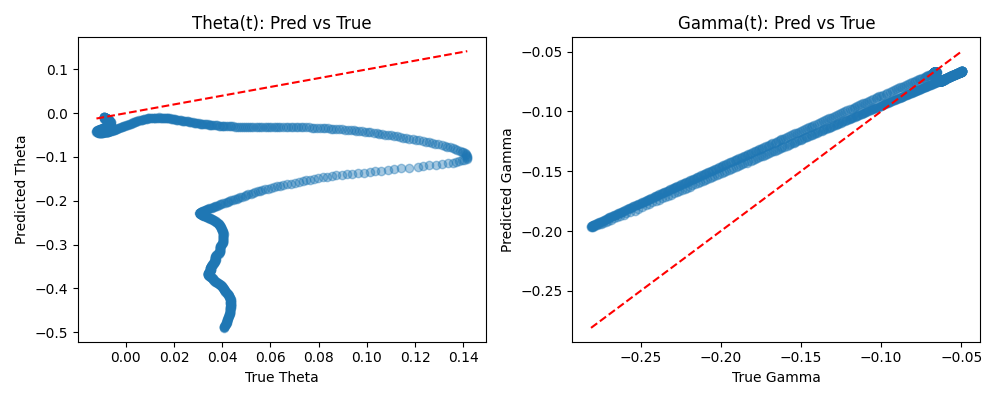 Theta(t): Pred vs True
Predicted Theta
0.1
0.0
−0.1
−0.2
−0.3
−0.4
−0.5
0.00 0.02 0.04 0.06 0.08 0.10 0.12 0.14
True Theta
Gamma(t): Pred vs True
Predicted Gamma
−0.05
−0.10
−0.15
−0.20
−0.25
−0.25 −0.20 −0.15 −0.10 −0.05
True Gamma